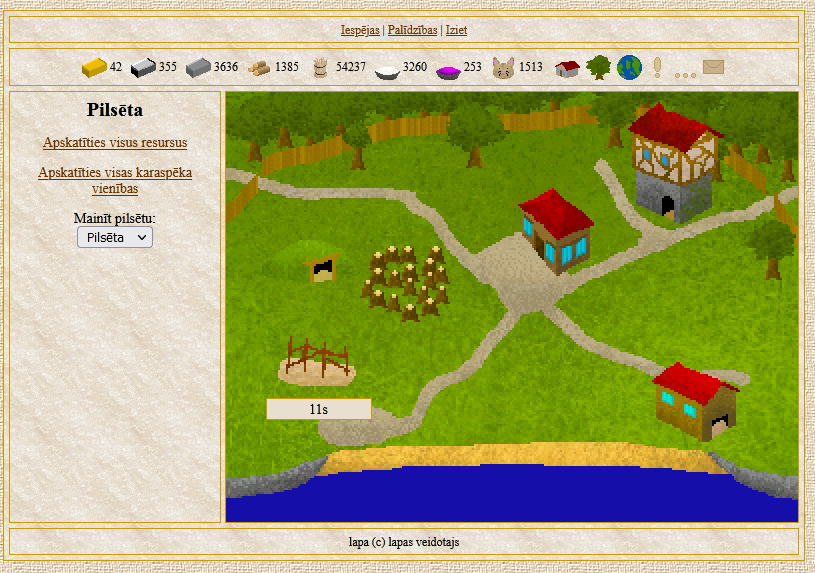 Iespējas | Palīdzības | Iziet
42 355 3636 1385 54237 3260 253 1513
Pilsēta
Apskatīties visus resursus
Apskatīties visas karaspēka
vienības
Mainīt pilsētu:
Pilsēta
11s
lapa (c) lapas veidotajs